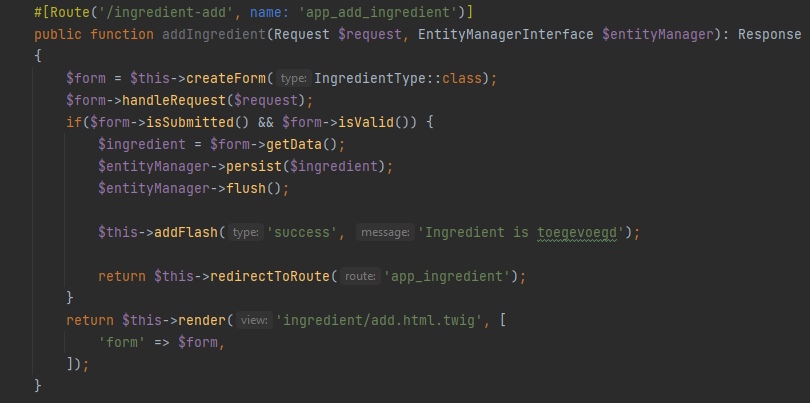 #[Route('/ingredient-add', name: 'app_add_ingredient')]
public function addIngredient(Request $request, EntityManagerInterface $entityManager): Response
{
    $form = $this->createForm( type: IngredientType::class);
    $form->handleRequest($request);
    if($form->isSubmitted() && $form->isValid()) {
        $ingredient = $form->getData();
        $entityManager->persist($ingredient);
        $entityManager->flush();

        $this->addFlash( type: 'success', message: 'Ingredient is toegevoegd');

        return $this->redirectToRoute( route: 'app_ingredient');
    }
    return $this->render( view: 'ingredient/add.html.twig', [
        'form' => $form,
    ]);
}